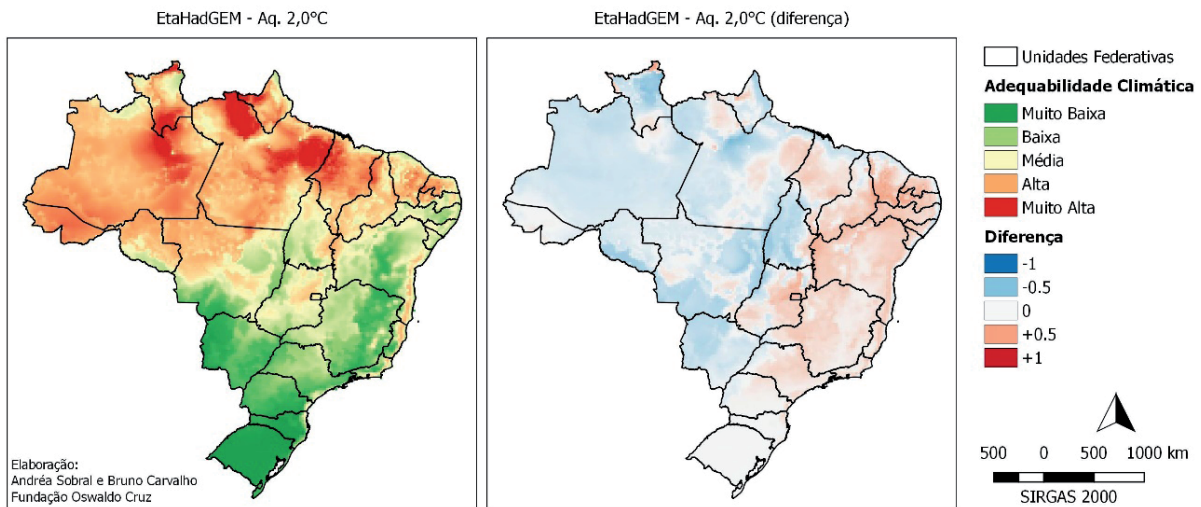 EtaHadGEM - Aq. 2,0°C
EtaHadGEM - Aq. 2,0°C (diferença)
Elaboração:
Andréa Sobral e Bruno Carvalho
Fundação Oswaldo Cruz
Unidades Federativas
Adequabilidade Climática
Muito Baixa
Baixa
Média
Alta
Muito Alta
Diferença
-1
-0.5
0
+0.5
+1
500 0 500 1000 km
SIRGAS 2000